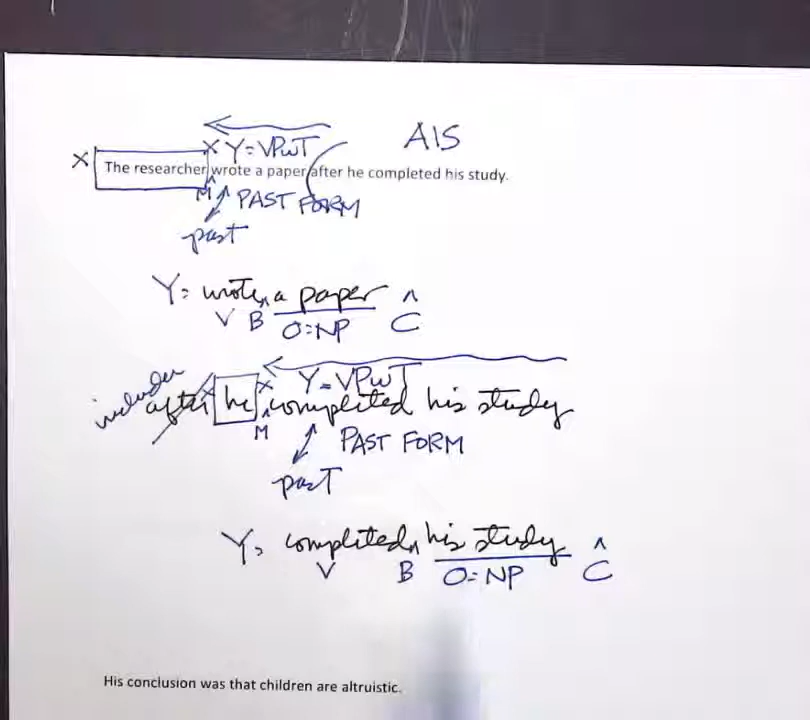 X Y=VPwT AIS
X The researcher wrote a paper after he completed his study.
M PAST FORM
past
Y= wrote a paper ^
V B O=NP C
includer X Y=VPwT
after he completed his study
M PAST FORM
past
Y= completed his study ^
V B O=NP C
His conclusion was that children are altruistic.